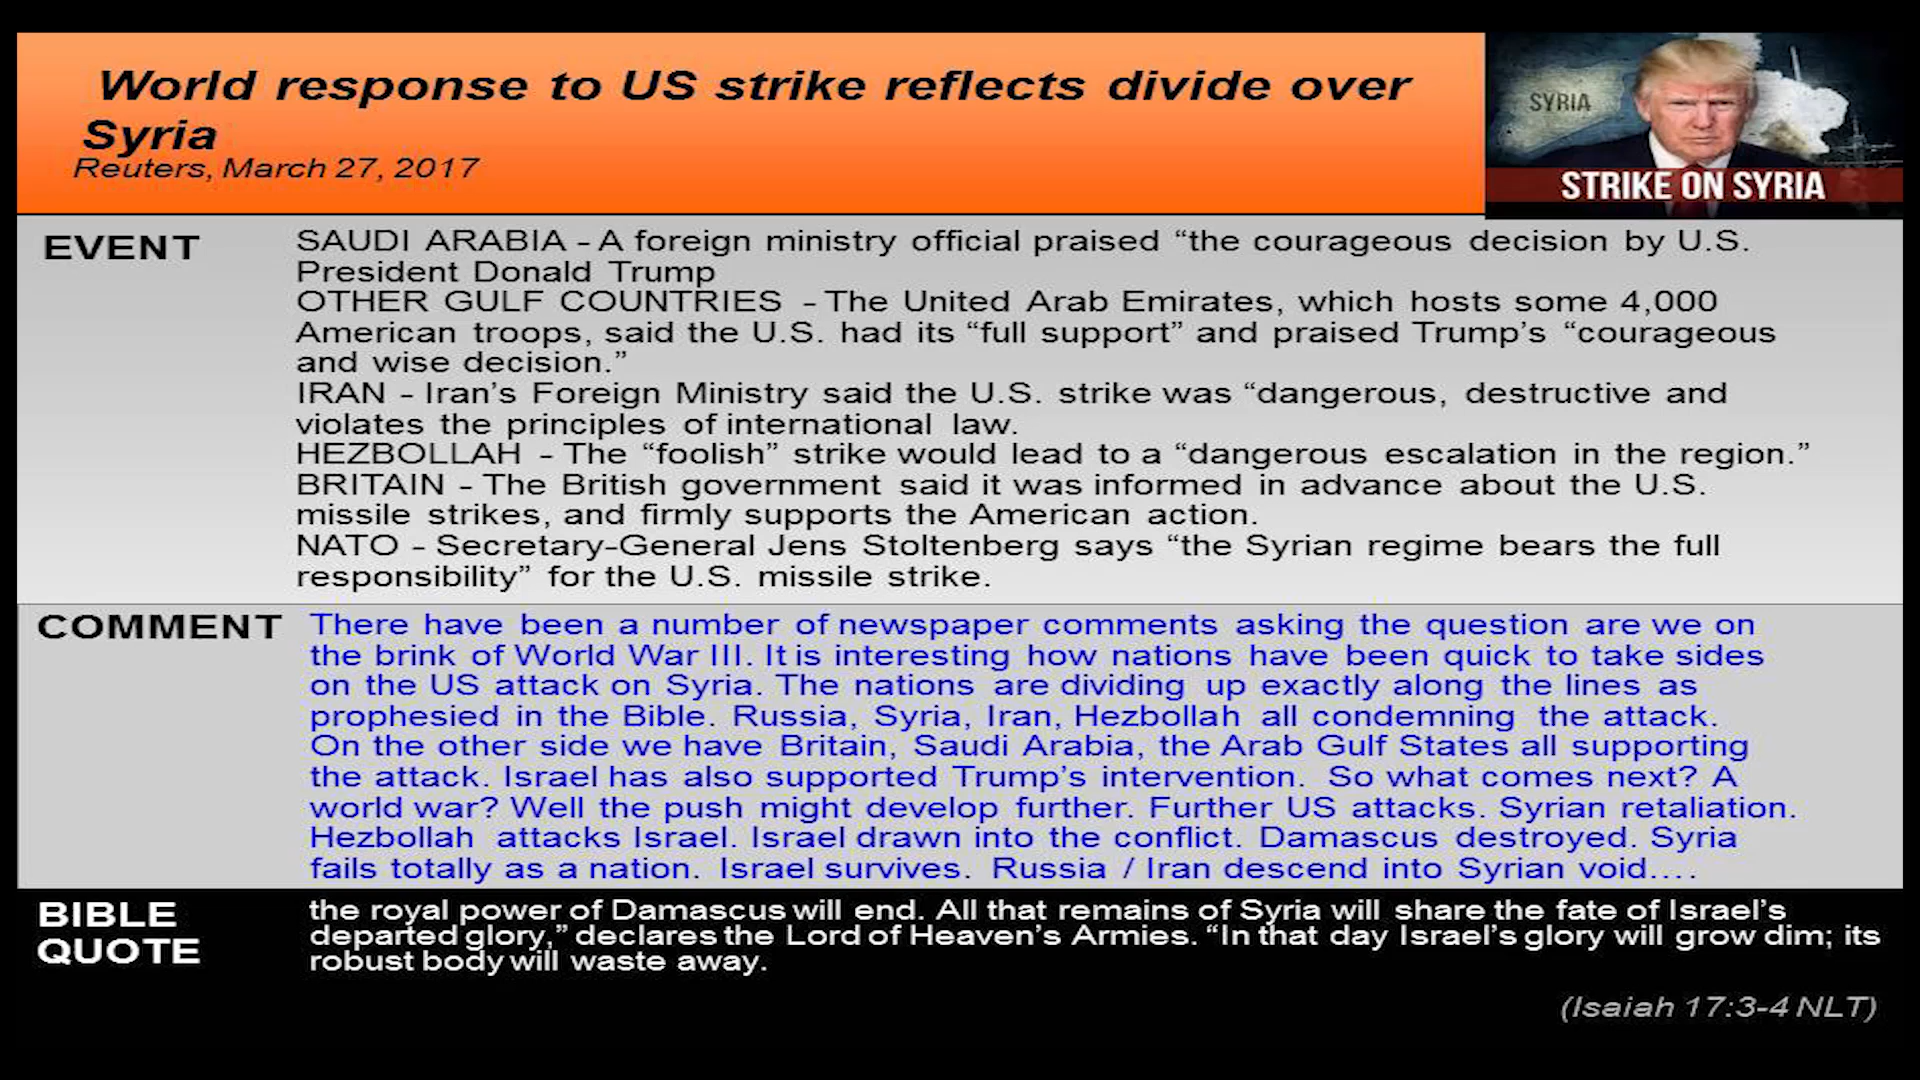 World response to US strike reflects divide over
Syria
Reuters, March 27, 2017
SYRIA
STRIKE ON SYRIA
EVENT
SAUDI ARABIA - A foreign ministry official praised “the courageous decision by U.S.
President Donald Trump
OTHER GULF COUNTRIES - The United Arab Emirates, which hosts some 4,000
American troops, said the U.S. had its “full support” and praised Trump’s “courageous
and wise decision.”
IRAN - Iran’s Foreign Ministry said the U.S. strike was “dangerous, destructive and
violates the principles of international law.
HEZBOLLAH - The “foolish” strike would lead to a “dangerous escalation in the region.”
BRITAIN - The British government said it was informed in advance about the U.S.
missile strikes, and firmly supports the American action.
NATO - Secretary-General Jens Stoltenberg says “the Syrian regime bears the full
responsibility” for the U.S. missile strike.
COMMENT
There have been a number of newspaper comments asking the question are we on
the brink of World War III. It is interesting how nations have been quick to take sides
on the US attack on Syria. The nations are dividing up exactly along the lines as
prophesied in the Bible. Russia, Syria, Iran, Hezbollah all condemning the attack.
On the other side we have Britain, Saudi Arabia, the Arab Gulf States all supporting
the attack. Israel has also supported Trump’s intervention. So what comes next? A
world war? Well the push might develop further. Further US attacks. Syrian retaliation.
Hezbollah attacks Israel. Israel drawn into the conflict. Damascus destroyed. Syria
fails totally as a nation. Israel survives. Russia / Iran descend into Syrian void....
BIBLE
QUOTE
the royal power of Damascus will end. All that remains of Syria will share the fate of Israel’s
departed glory,” declares the Lord of Heaven’s Armies. “In that day Israel’s glory will grow dim; its
robust body will waste away.
(Isaiah 17:3-4 NLT)